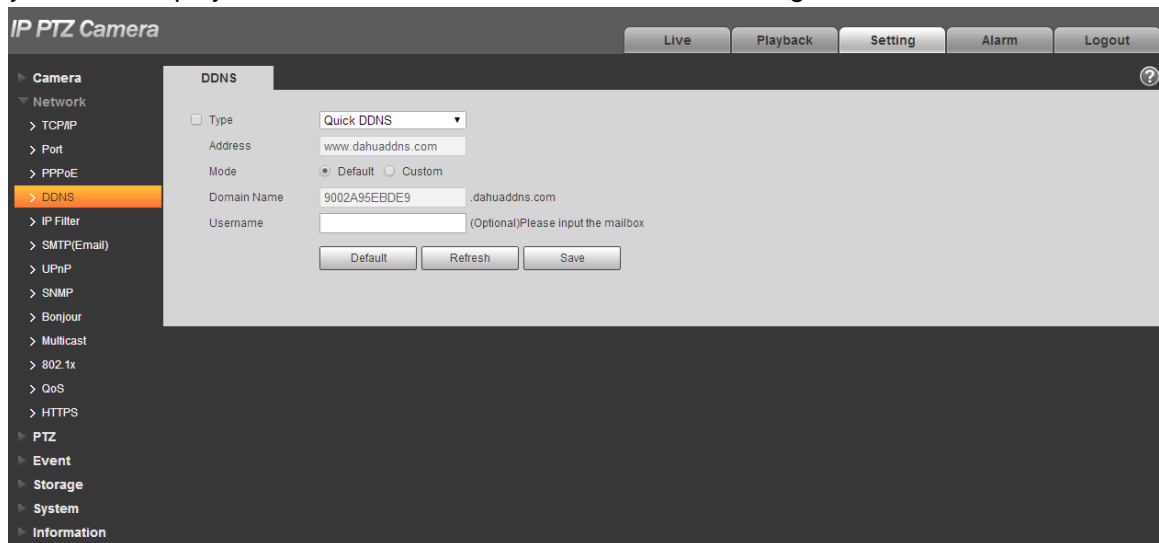 IP PTZ Camera
Live Playback Setting Alarm Logout
Camera
Network
TCP/IP
Port
PPPoE
DDNS
IP Filter
SMTP(Email)
UPnP
SNMP
Bonjour
Multicast
802.1x
QoS
HTTPS
PTZ
Event
Storage
System
Information
DDNS
?
Type Quick DDNS
Address www.dahuaddns.com
Mode Default Custom
Domain Name 9002A95EBDE9 .dahuaddns.com
Username (Optional)Please input the mailbox
Default Refresh Save